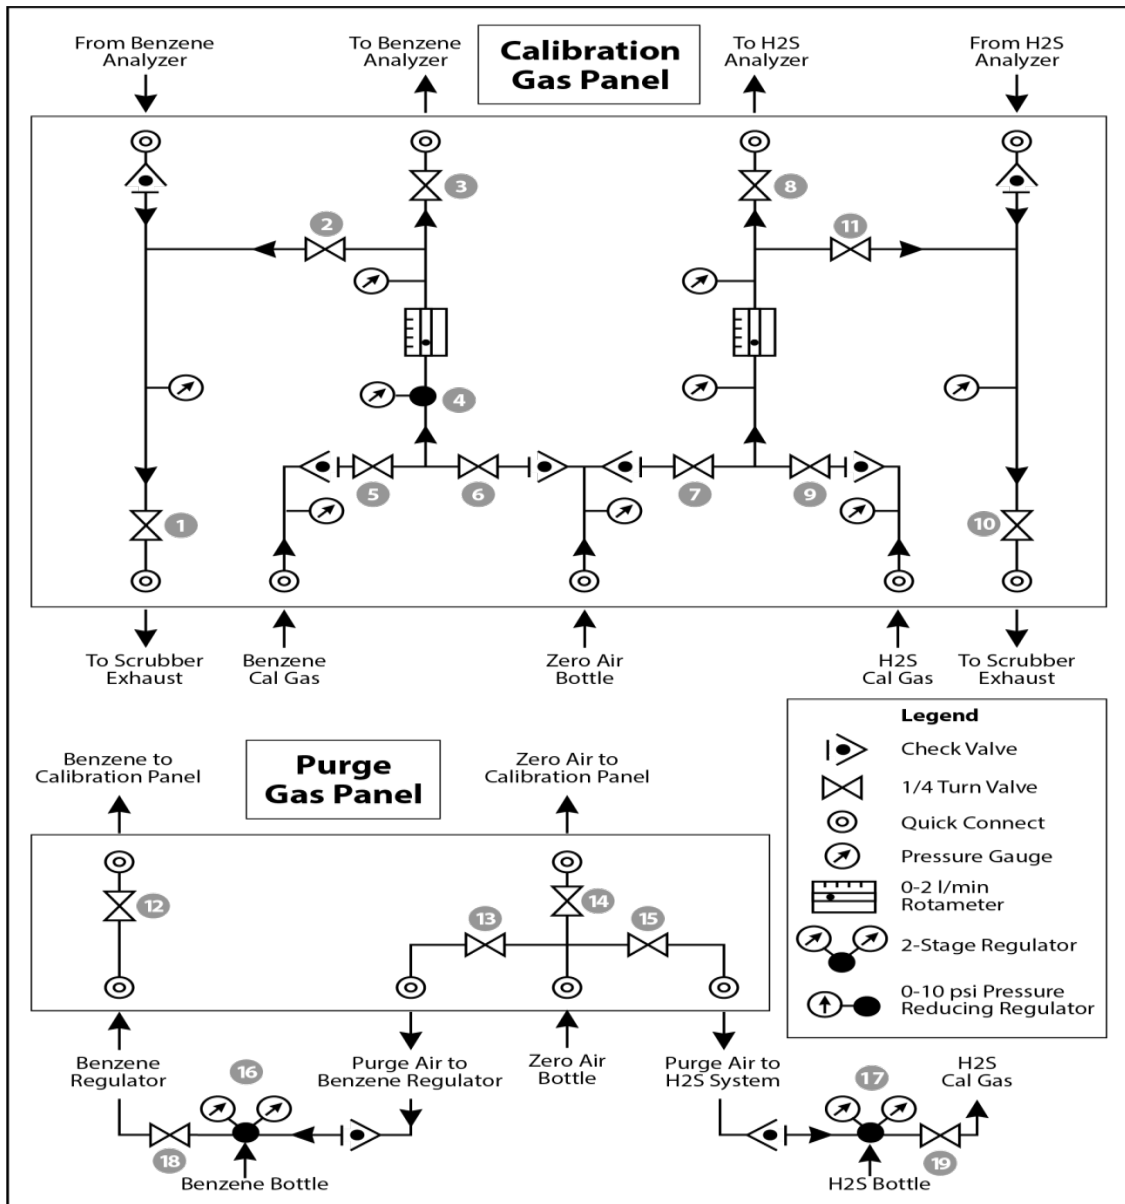 From Benzene
Analyzer
To Benzene
Analyzer
Calibration
Gas Panel
To H2S
Analyzer
From H2S
Analyzer
3
8
2
11
4
5
6
7
9
1
10
To Scrubber
Exhaust
Benzene
Cal Gas
Zero Air
Bottle
H2S
Cal Gas
To Scrubber
Exhaust
Legend
Check Valve
1/4 Turn Valve
Quick Connect
Pressure Gauge
0-2 l/min
Rotameter
2-Stage Regulator
0-10 psi Pressure
Reducing Regulator
Benzene to
Calibration Panel
Purge
Gas Panel
Zero Air to
Calibration Panel
12
13
14
15
Benzene
Regulator
Purge Air to
Benzene Regulator
Zero Air
Bottle
Purge Air to
H2S System
H2S
Cal Gas
16
17
18
19
Benzene Bottle
H2S Bottle